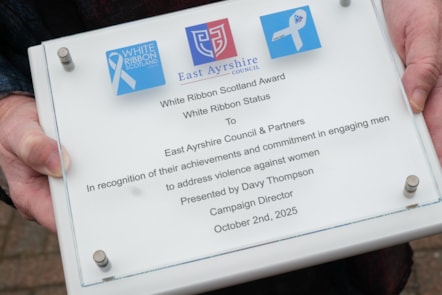 WHITE
RIBBON
SCOTLAND
East Ayrshire
COUNCIL
White Ribbon Scotland Award
White Ribbon Status
To
East Ayrshire Council & Partners
In recognition of their achievements and commitment in engaging men
to address violence against women
Presented by Davy Thompson
Campaign Director
October 2nd, 2025